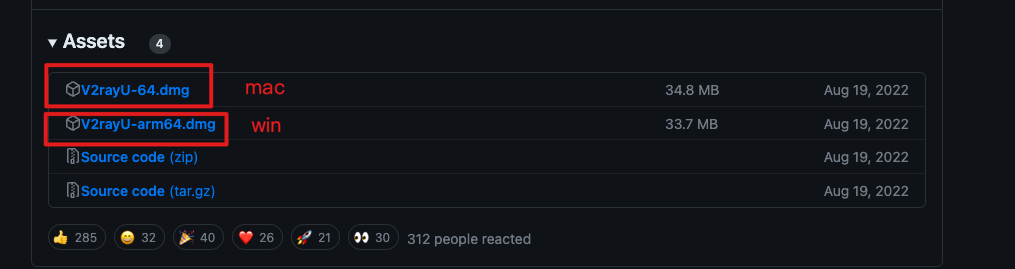 Assets 4
V2rayU-64.dmg mac 34.8 MB Aug 19, 2022
V2rayU-arm64.dmg win 33.7 MB Aug 19, 2022
Source code (zip) Aug 19, 2022
Source code (tar.gz) Aug 19, 2022
👍 285 😄 32 🎉 40 ❤️ 26 🚀 21 👀 30 312 people reacted